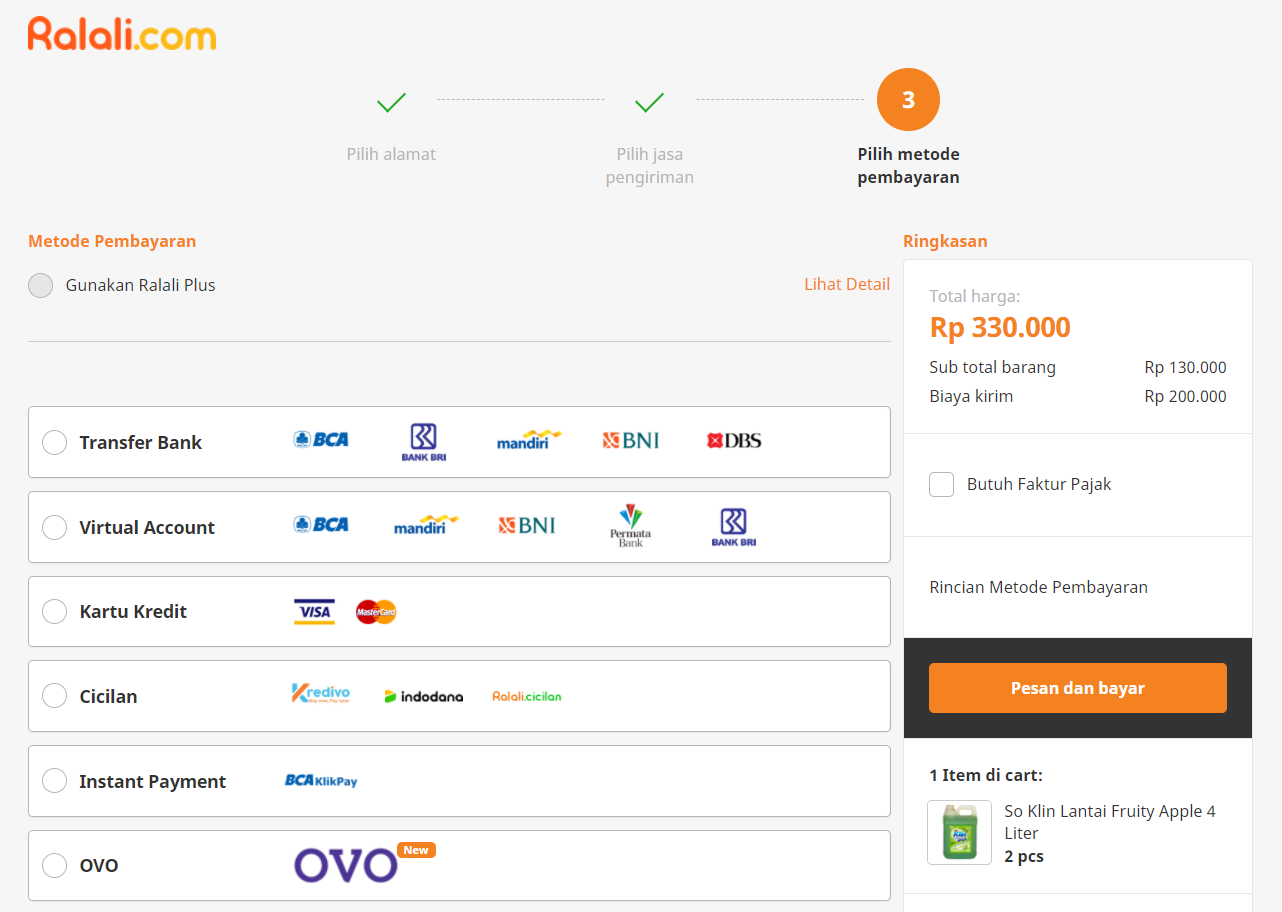 Ralali.com
3
Pilih alamat
Pilih jasa
pengiriman
Pilih metode
pembayaran
Metode Pembayaran
Gunakan Ralali Plus
Lihat Detail
Transfer Bank BCA BANK BRI mandiri BNI DBS
Virtual Account BCA mandiri BNI Permata Bank BANK BRI
Kartu Kredit VISA MasterCard
Cicilan Kredivo indodana Ralali.cicilan
Instant Payment BCA KlikPay
OVO OVO New
Ringkasan
Total harga:
Rp 330.000
Sub total barang Rp 130.000
Biaya kirim Rp 200.000
Butuh Faktur Pajak
Rincian Metode Pembayaran
Pesan dan bayar
1 Item di cart:
So Klin Lantai Fruity Apple 4
Liter
2 pcs